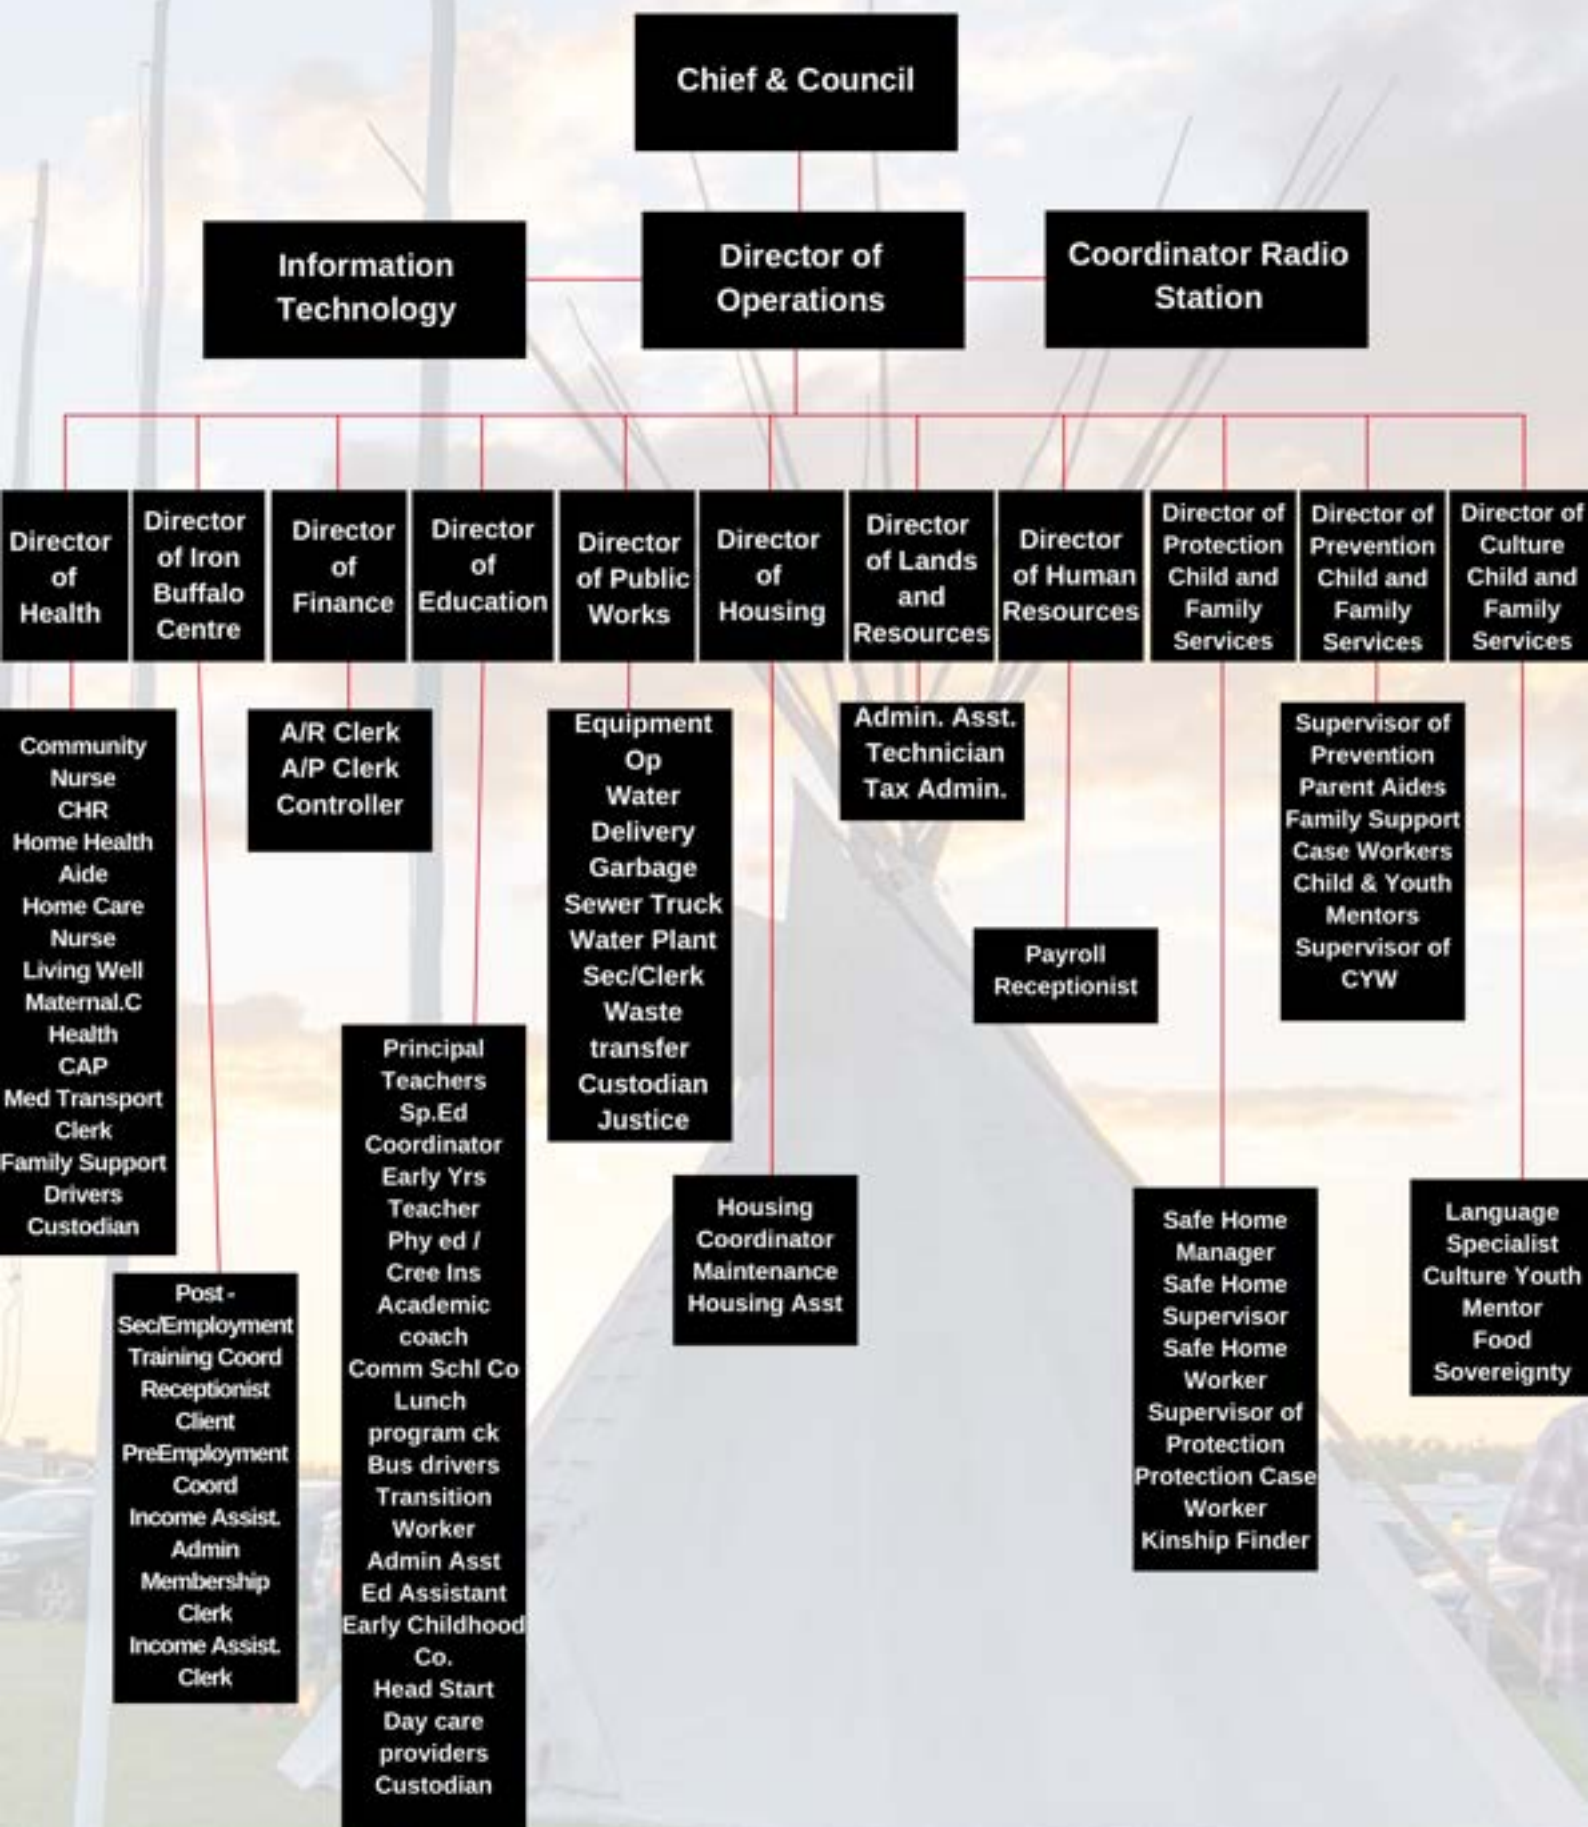 Chief & Council
Information
Technology
Director of
Operations
Coordinator Radio
Station
Director
of
Health
Director
of Iron
Buffalo
Centre
Director
of
Finance
Director
of
Education
Director
of Public
Works
Director
of
Housing
Director
of Lands
and
Resources
Director
of Human
Resources
Director of
Protection
Child and
Family
Services
Director of
Prevention
Child and
Family
Services
Director of
Culture
Child and
Family
Services
Community
Nurse
CHR
Home Health
Aide
Home Care
Nurse
Living Well
Maternal.C
Health
CAP
Med Transport
Clerk
Family Support
Drivers
Custodian
Post -
Sec/Employment
Training Coord
Receptionist
Client
PreEmployment
Coord
Income Assist.
Admin
Membership
Clerk
Income Assist.
Clerk
A/R Clerk
A/P Clerk
Controller
Principal
Teachers
Sp.Ed
Coordinator
Early Yrs
Teacher
Phy ed /
Cree Ins
Academic
coach
Comm Schl Co
Lunch
program ck
Bus drivers
Transition
Worker
Admin Asst
Ed Assistant
Early Childhood
Co.
Head Start
Day care
providers
Custodian
Equipment
Op
Water
Delivery
Garbage
Sewer Truck
Water Plant
Sec/Clerk
Waste
transfer
Custodian
Justice
Housing
Coordinator
Maintenance
Housing Asst
Admin. Asst.
Technician
Tax Admin.
Payroll
Receptionist
Safe Home
Manager
Safe Home
Supervisor
Safe Home
Worker
Supervisor of
Protection
Protection Case
Worker
Kinship Finder
Supervisor of
Prevention
Parent Aides
Family Support
Case Workers
Child & Youth
Mentors
Supervisor of
CYW
Language
Specialist
Culture Youth
Mentor
Food
Sovereignty